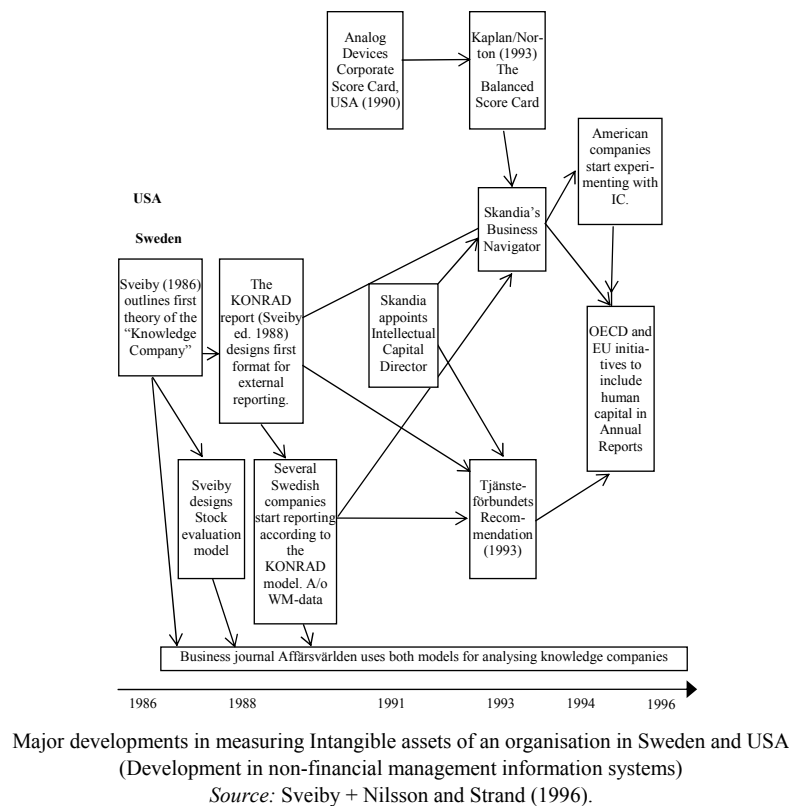 Analog
Devices
Corporate
Score Card,
USA (1990)
Kaplan/Nor-
ton (1993)
The
Balanced
Score Card
American
companies
start experi-
menting with
IC.
USA
Sweden
Skandia's
Business
Navigator
Sveiby (1986)
outlines first
theory of the
“Knowledge
Company”
The
KONRAD
report (Sveiby
ed. 1988)
designs first
format for
external
reporting.
Skandia
appoints
Intellectual
Capital
Director
OECD and
EU initia-
tives to
include
human
capital in
Annual
Reports
Sveiby
designs
Stock
evaluation
model
Several
Swedish
companies
start reporting
according to
the
KONRAD
model. A/o
WM-data
Tjänste-
förbundets
Recom-
mendation
(1993)
Business journal Affärsvärlden uses both models for analysing knowledge companies
1986 1988 1991 1993 1994 1996
Major developments in measuring Intangible assets of an organisation in Sweden and USA
(Development in non-financial management information systems)
Source: Sveiby + Nilsson and Strand (1996).